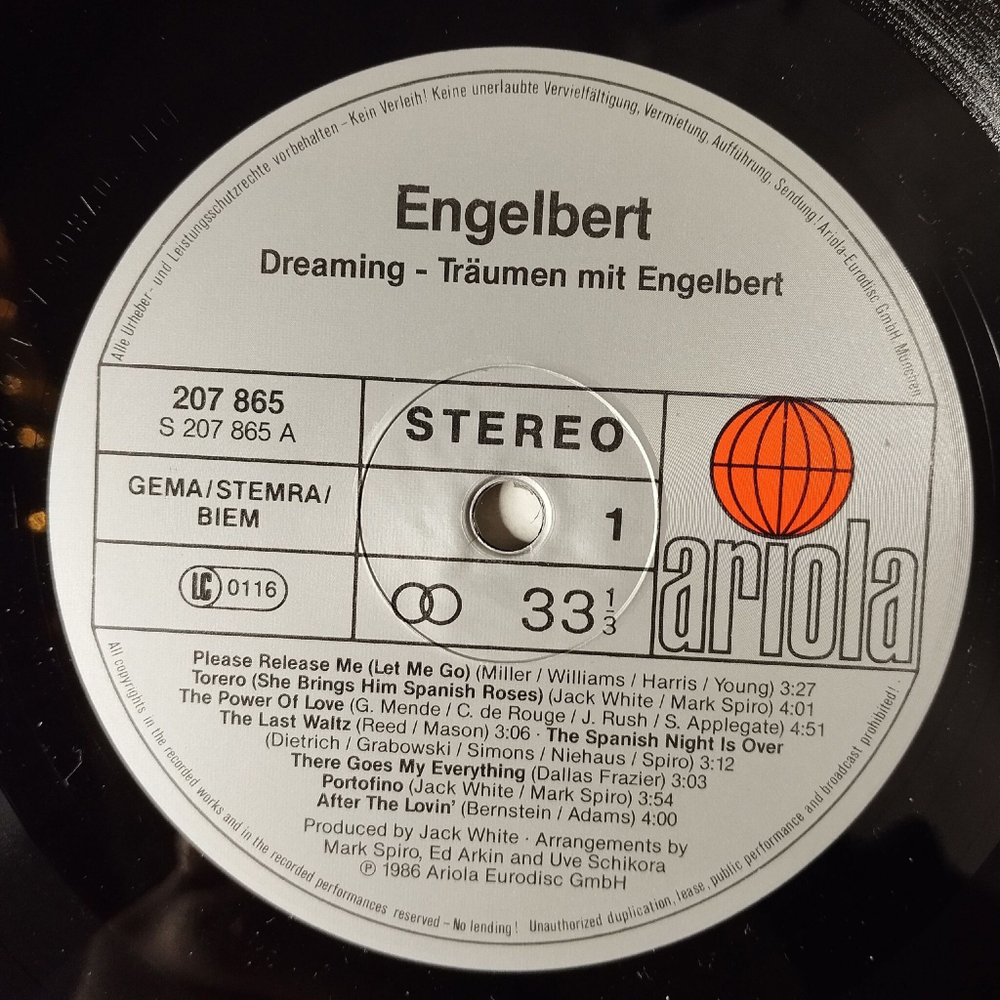 Alle Urheber- und Leistungsschutzrechte vorbehalten – Kein Verleih! Keine unerlaubte Vervielfältigung, Vermietung, Aufführung, Sendung! Ariola-Eurodisc GmbH, München
Engelbert
Dreaming - Träumen mit Engelbert
207 865
S 207 865 A
STEREO
GEMA/STEMRA/
BIEM
1
LC 0116
33 1/3
ariola
Please Release Me (Let Me Go) (Miller / Williams / Harris / Young) 3:27
Torero (She Brings Him Spanish Roses) (Jack White / Mark Spiro) 4:01
The Power Of Love (G. Mende / C. de Rouge / J. Rush / S. Applegate) 4:51
The Last Waltz (Reed / Mason) 3:06 · The Spanish Night Is Over
(Dietrich / Grabowski / Simons / Niehaus / Spiro) 3:12
There Goes My Everything (Dallas Frazier) 3:03
Portofino (Jack White / Mark Spiro) 3:54
After The Lovin' (Bernstein / Adams) 4:00
Produced by Jack White · Arrangements by
Mark Spiro, Ed Arkin and Uve Schikora
℗ 1986 Ariola Eurodisc GmbH
All copyrights in the recorded works and in the recorded performances reserved – No lending! Unauthorized duplication, lease, public performance and broadcast prohibited!